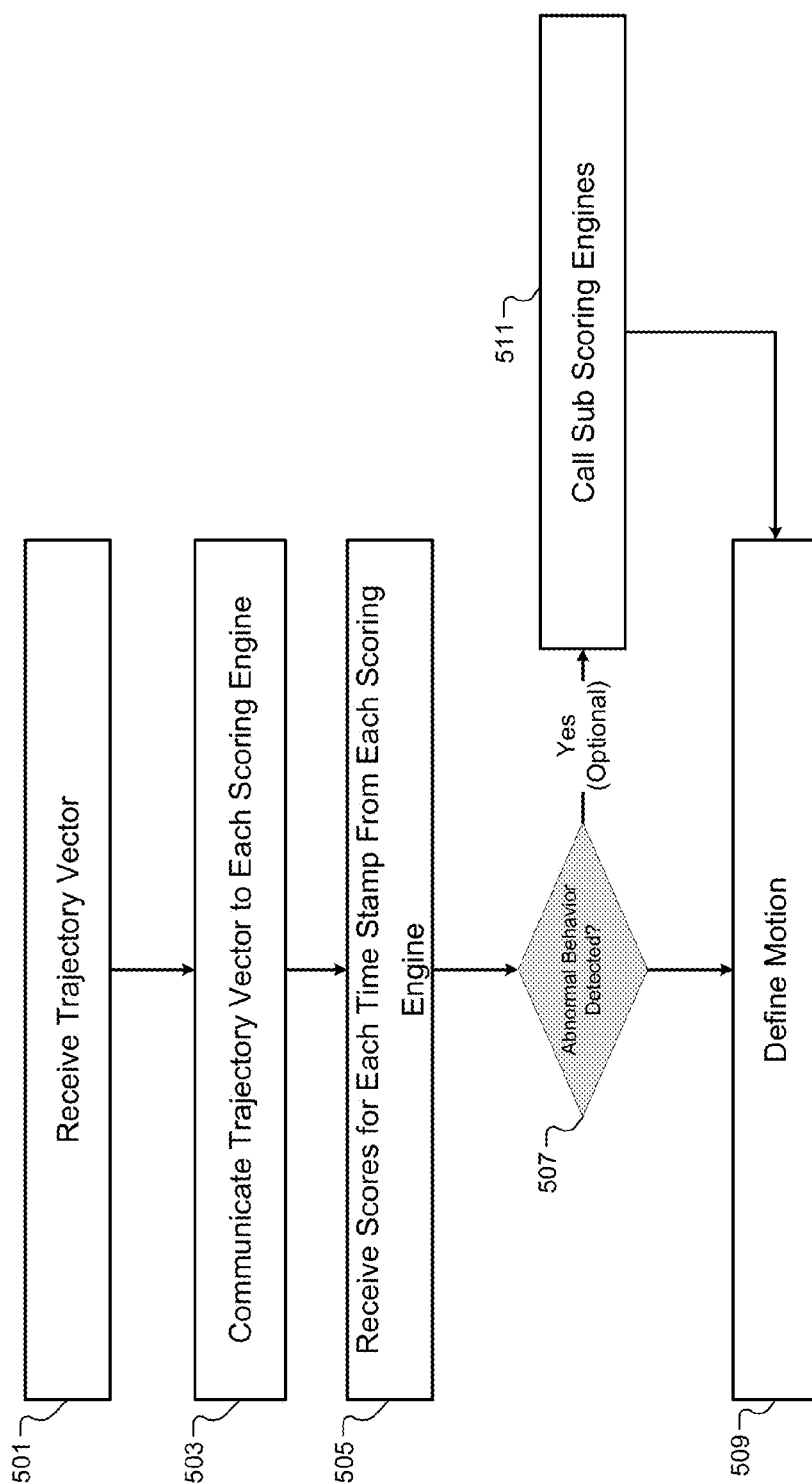 501
Receive Trajectory Vector
503
Communicate Trajectory Vector to Each Scoring Engine
505
Receive Scores for Each Time Stamp From Each Scoring
Engine
507
Abnormal Behavior
Detected?
Yes
(Optional)
511
Call Sub Scoring Engines
509
Define Motion